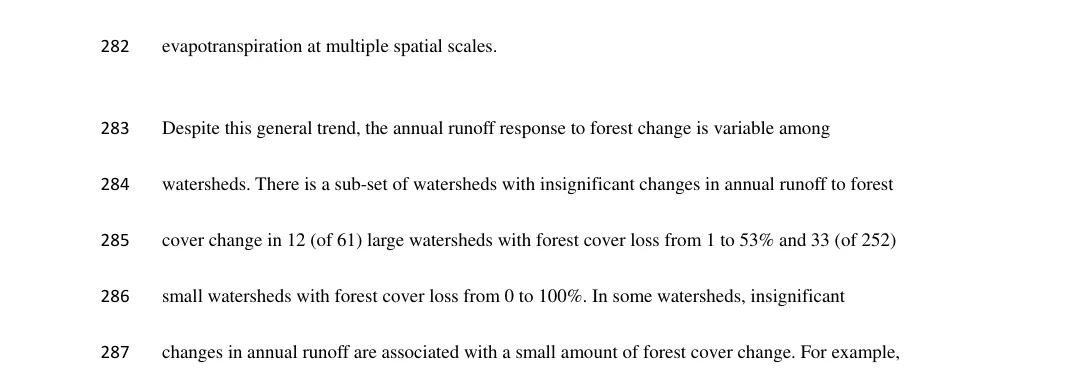 282 evapotranspiration at multiple spatial scales.
283 Despite this general trend, the annual runoff response to forest change is variable among
284 watersheds. There is a sub-set of watersheds with insignificant changes in annual runoff to forest
285 cover change in 12 (of 61) large watersheds with forest cover loss from 1 to 53% and 33 (of 252)
286 small watersheds with forest cover loss from 0 to 100%. In some watersheds, insignificant
287 changes in annual runoff are associated with a small amount of forest cover change. For example,